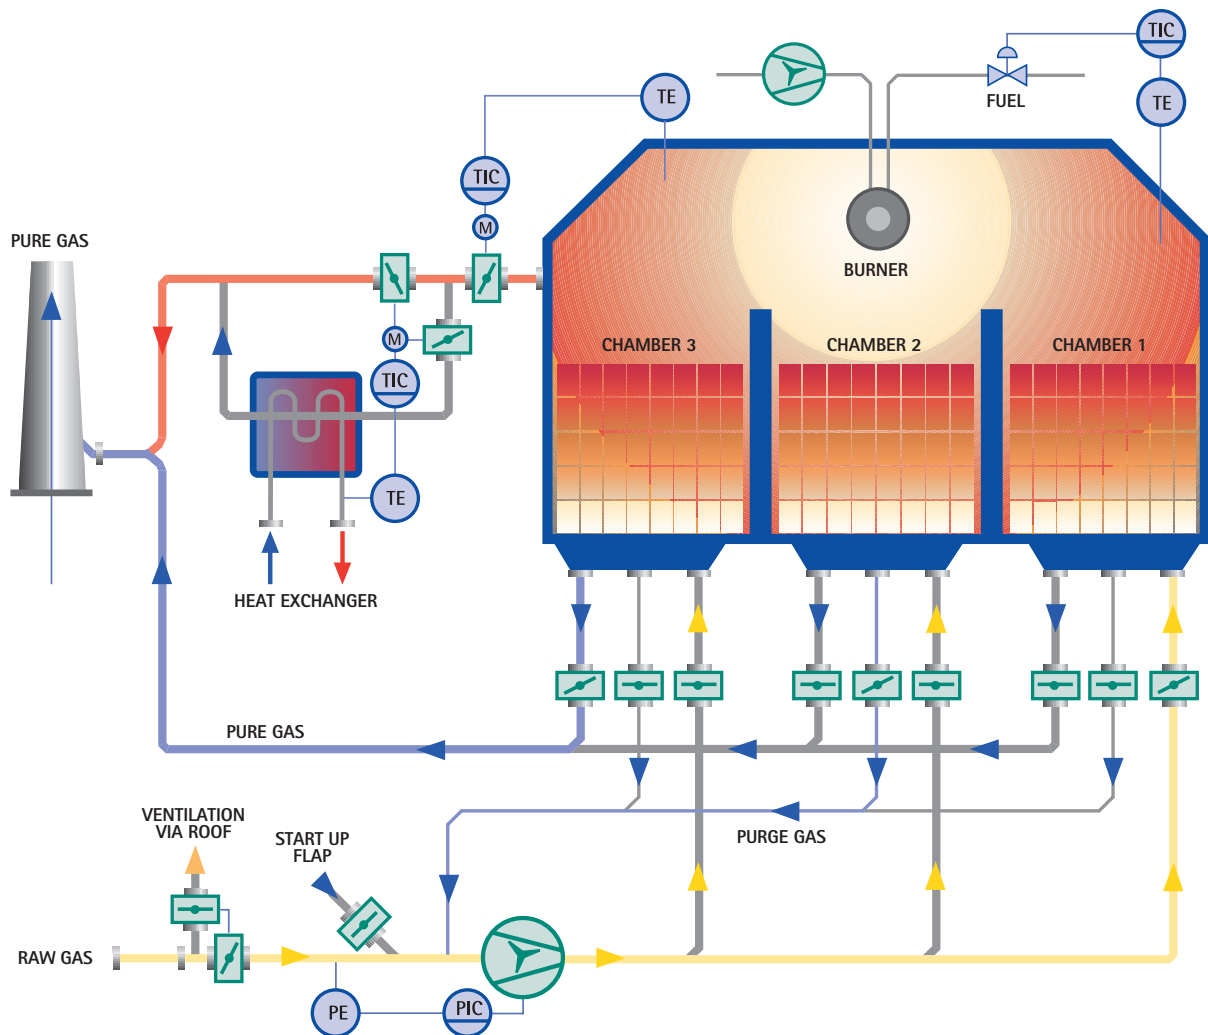 TIC
TE
FUEL
TE
TIC
M
PURE GAS
BURNER
M
CHAMBER 3
CHAMBER 2
CHAMBER 1
TIC
TE
HEAT EXCHANGER
PURE GAS
VENTILATION
VIA ROOF
START UP
FLAP
PURGE GAS
RAW GAS
PE
PIC